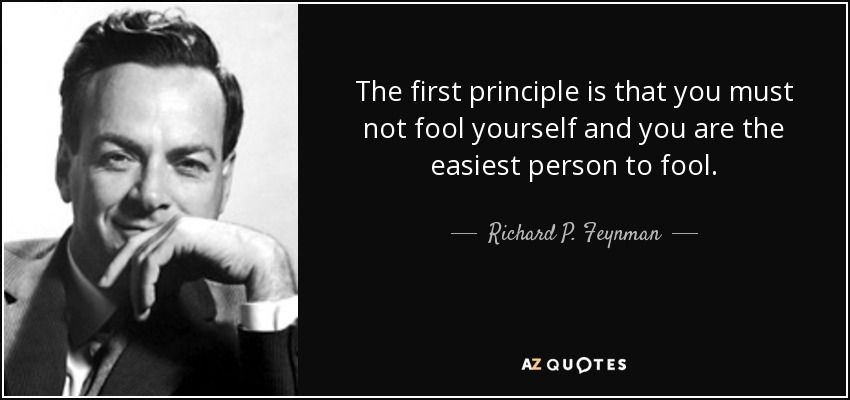 The first principle is that you must
not fool yourself and you are the
easiest person to fool.
Richard P. Feynman
AZ QUOTES